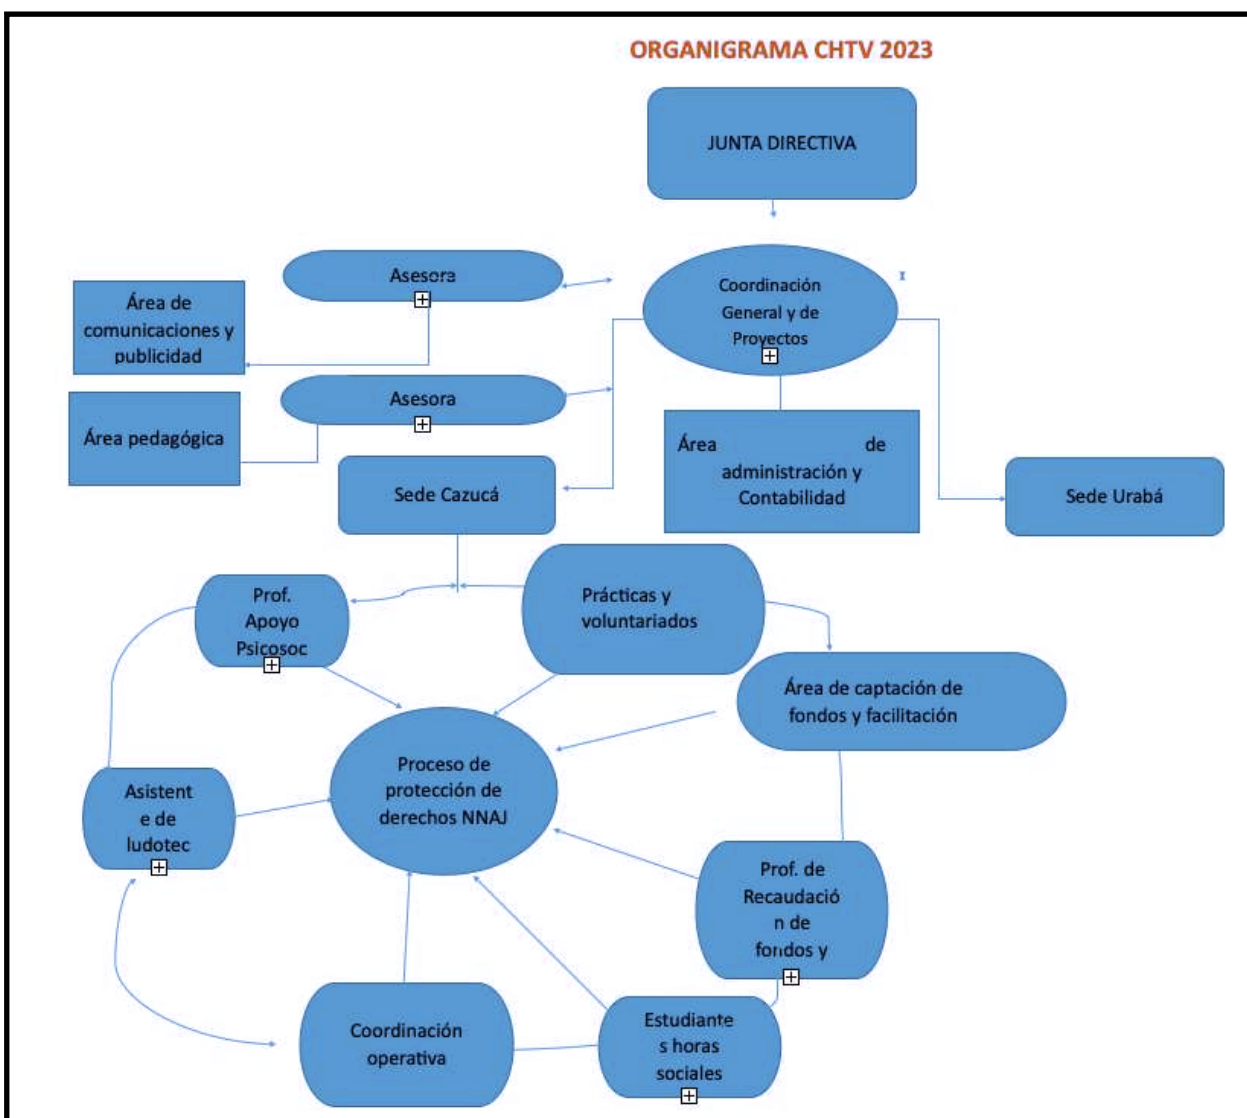 ORGANIGRAMA CHTV 2023
JUNTA DIRECTIVA
Asesora
Coordinación
General y de
Proyectos
Área de
comunicaciones y
publicidad
Asesora
Área pedagógica
Área de
administración y
Contabilidad
Sede Cazucá
Sede Urabá
Prof.
Apoyo
Psicosoc
Prácticas y
voluntariados
Área de captación de
fondos y facilitación
Proceso de
protección de
derechos NNAJ
Asistent
e de
ludotec
Prof. de
Recaudació
n de
fondos y
Coordinación
operativa
Estudiante
s horas
sociales